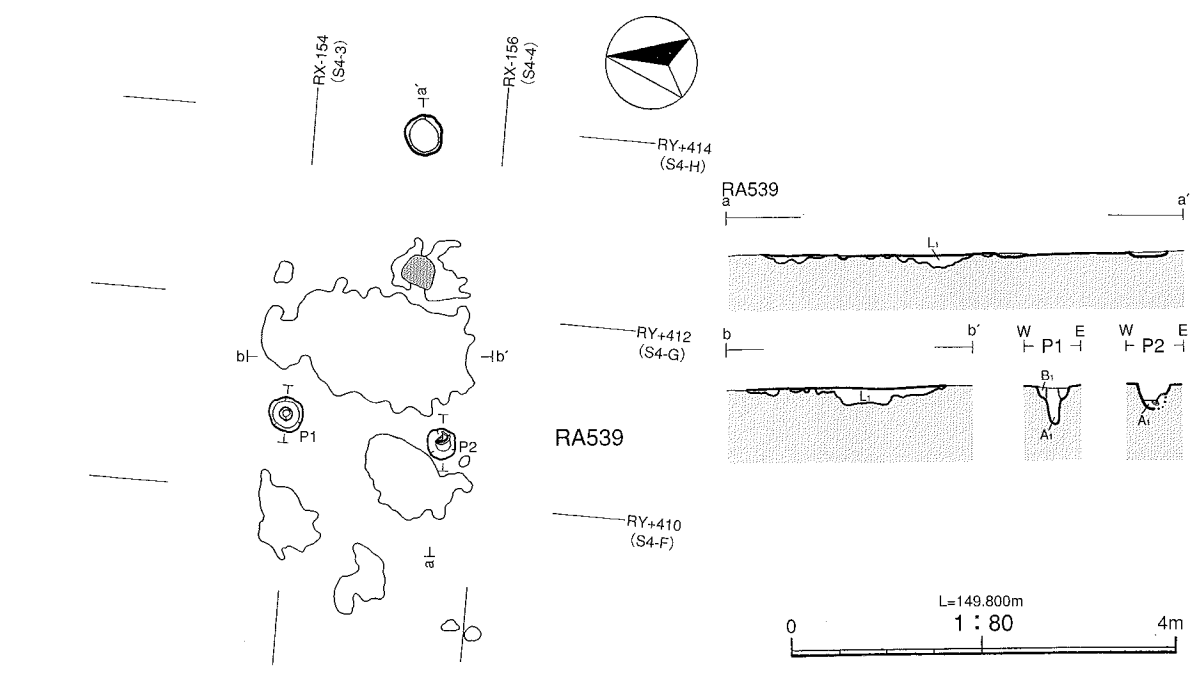 RX-154
(S4-3)
RX-156
(S4-4)
a´
RY+414
(S4-H)
b
b´
RY+412
(S4-G)
P1
P2
RA539
RY+410
(S4-F)
a
RA539
a
a´
L1
b
b´
W P1 E
W P2 E
B1
L1
A1
A1
L=149.800m
1:80
0
4m